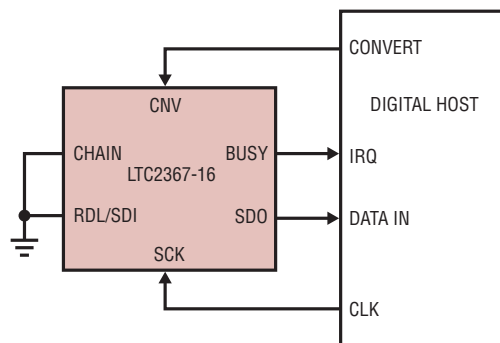 CONVERT
CNV
DIGITAL HOST
CHAIN
BUSY
IRQ
LTC2367-16
RDL/SDI
SDO
DATA IN
SCK
CLK